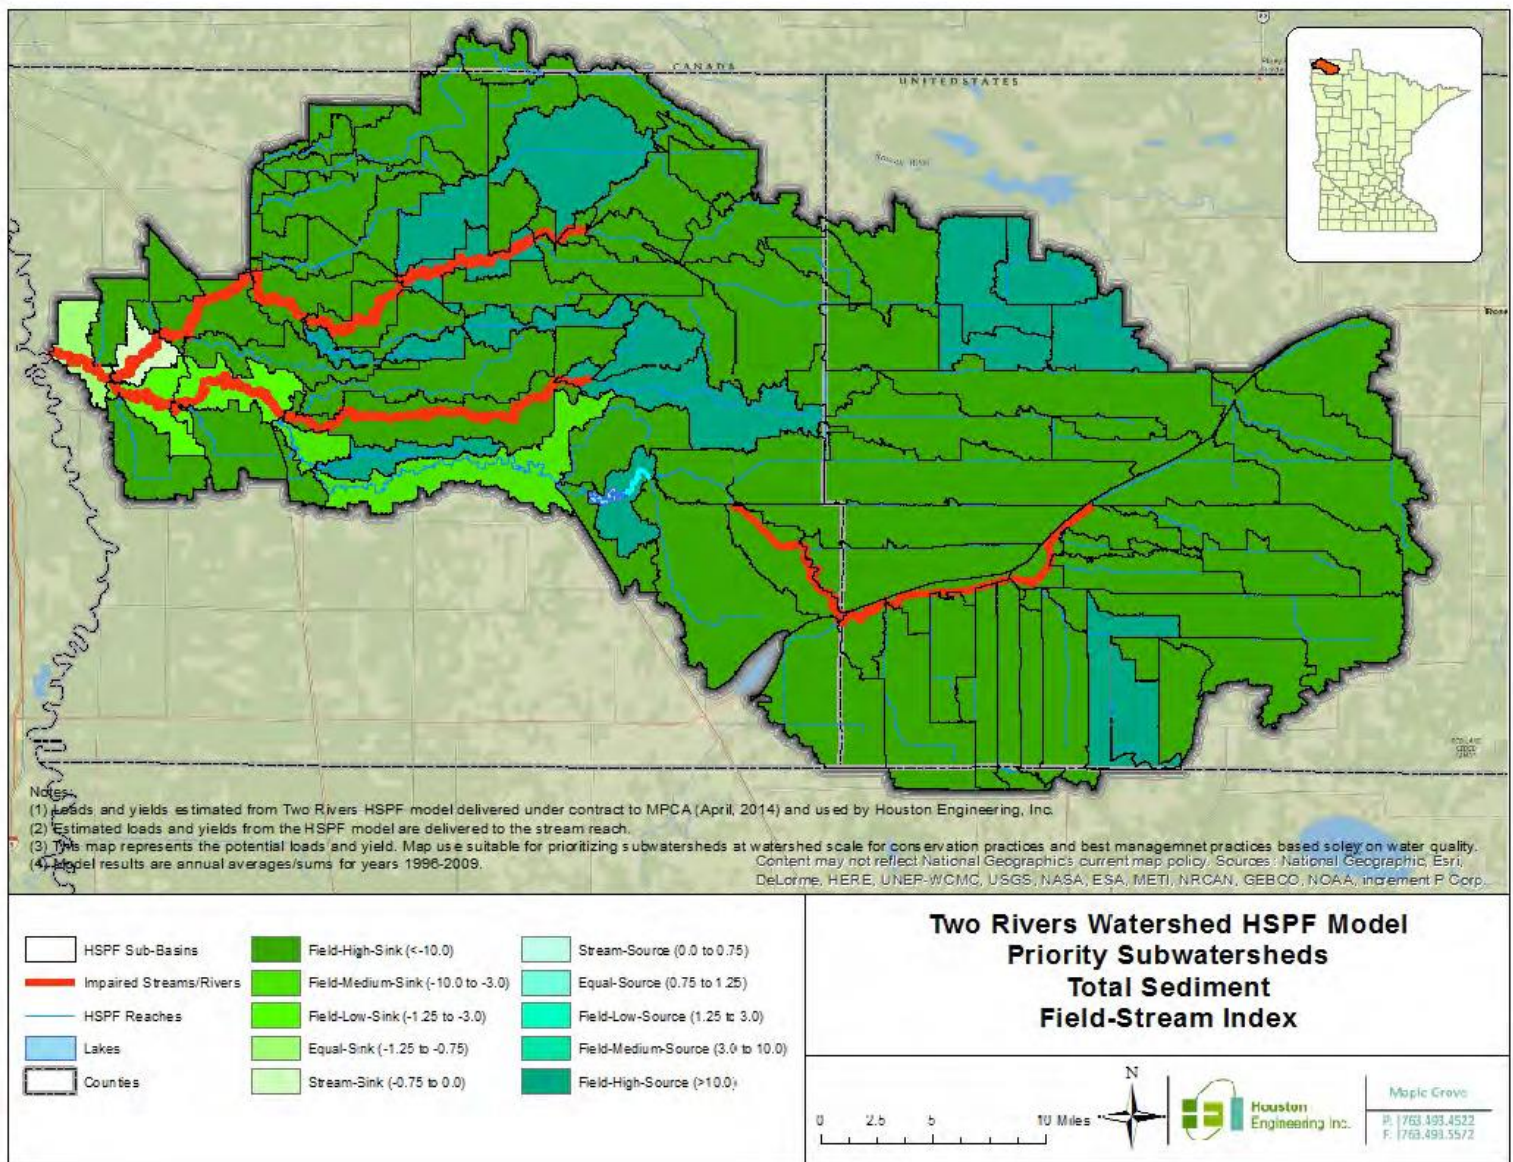 CANADA
UNITED STATES
Notes:
(1) Loads and yields estimated from Two Rivers HSPF model delivered under contract to MPCA (April, 2014) and used by Houston Engineering, Inc.
(2) Estimated loads and yields from the HSPF model are delivered to the stream reach.
(3) This map represents the potential loads and yield. Map use suitable for prioritizing subwatersheds at watershed scale for conservation practices and best managemnet practices based soley on water quality.
(4) Model results are annual averages/sums for years 1996-2009.
Content may not reflect National Geographic's current map policy. Sources: National Geographic, Esri,
DeLorme, HERE, UNEP-WCMC, USGS, NASA, ESA, METI, NRCAN, GEBCO, NOAA, increment P Corp.
HSPF Sub-Basins
Impaired Streams/Rivers
HSPF Reaches
Lakes
Counties
Field-High-Sink (<-10.0)
Field-Medium-Sink (-10.0 to -3.0)
Field-Low-Sink (-1.25 to -3.0)
Equal-Sink (-1.25 to -0.75)
Stream-Sink (-0.75 to 0.0)
Stream-Source (0.0 to 0.75)
Equal-Source (0.75 to 1.25)
Field-Low-Source (1.25 to 3.0)
Field-Medium-Source (3.0 to 10.0)
Field-High-Source (>10.0)
Two Rivers Watershed HSPF Model
Priority Subwatersheds
Total Sediment
Field-Stream Index
0 2.5 5 10 Miles
N
Houston
Engineering Inc.
Maple Grove
P: 763.493.4522
F: 763.493.5572